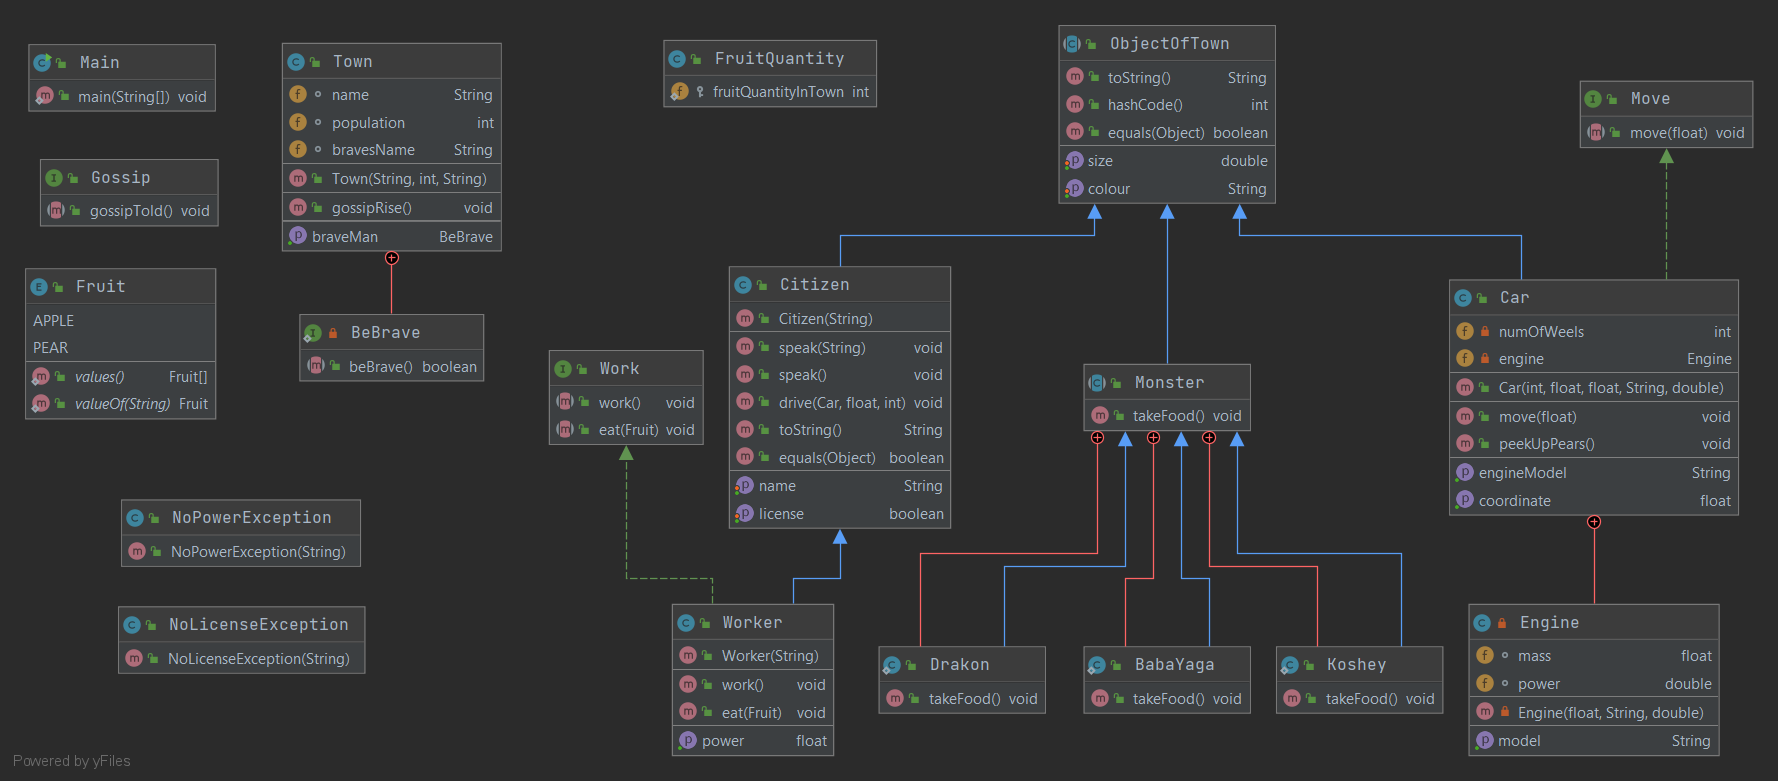 Main
main(String[]) void
Gossip
gossipTold() void
Fruit
APPLE
PEAR
values() Fruit[]
valueOf(String) Fruit
Town
name String
population int
bravesName String
Town(String, int, String)
gossipRise() void
braveMan BeBrave
BeBrave
beBrave() boolean
NoPowerException
NoPowerException(String)
NoLicenseException
NoLicenseException(String)
FruitQuantity
fruitQuantityInTown int
Work
work() void
eat(Fruit) void
ObjectOfTown
toString() String
hashCode() int
equals(Object) boolean
size double
colour String
Citizen
Citizen(String)
speak(String) void
speak() void
drive(Car, float, int) void
toString() String
equals(Object) boolean
name String
license boolean
Worker
Worker(String)
work() void
eat(Fruit) void
power float
Monster
takeFood() void
Drakon
takeFood() void
BabaYaga
takeFood() void
Koshey
takeFood() void
Move
move(float) void
Car
numOfWeels int
engine Engine
Car(int, float, float, String, double)
move(float) void
peekUpPears() void
engineModel String
coordinate float
Engine
mass float
power double
Engine(float, String, double)
model String
Powered by yFiles